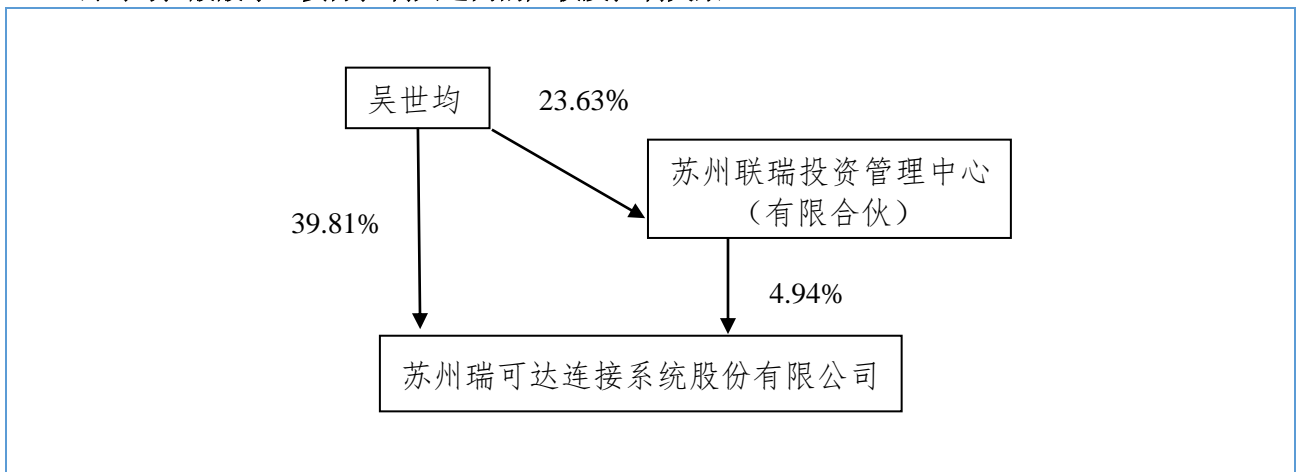 吴世均
23.63%
苏州联瑞投资管理中心
（有限合伙）
39.81%
4.94%
苏州瑞可达连接系统股份有限公司